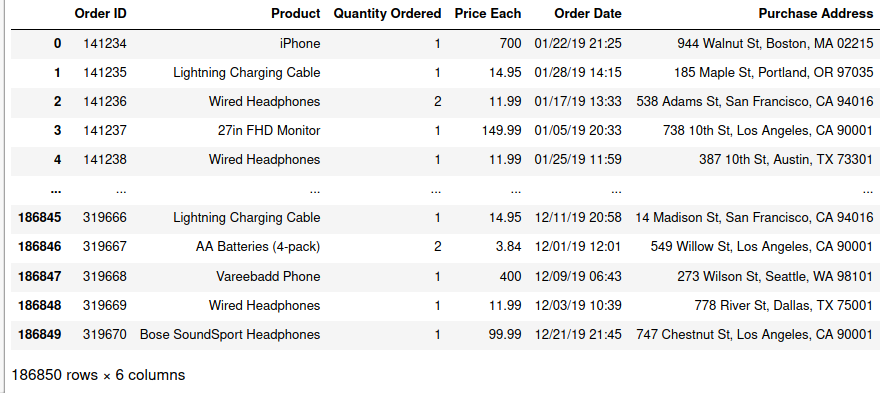 Order ID Product Quantity Ordered Price Each Order Date Purchase Address
0 141234 iPhone 1 700 01/22/19 21:25 944 Walnut St, Boston, MA 02215
1 141235 Lightning Charging Cable 1 14.95 01/28/19 14:15 185 Maple St, Portland, OR 97035
2 141236 Wired Headphones 2 11.99 01/17/19 13:33 538 Adams St, San Francisco, CA 94016
3 141237 27in FHD Monitor 1 149.99 01/05/19 20:33 738 10th St, Los Angeles, CA 90001
4 141238 Wired Headphones 1 11.99 01/25/19 11:59 387 10th St, Austin, TX 73301
... ... ... ... ... ... ...
186845 319666 Lightning Charging Cable 1 14.95 12/11/19 20:58 14 Madison St, San Francisco, CA 94016
186846 319667 AA Batteries (4-pack) 2 3.84 12/01/19 12:01 549 Willow St, Los Angeles, CA 90001
186847 319668 Vareebadd Phone 1 400 12/09/19 06:43 273 Wilson St, Seattle, WA 98101
186848 319669 Wired Headphones 1 11.99 12/03/19 10:39 778 River St, Dallas, TX 75001
186849 319670 Bose SoundSport Headphones 1 99.99 12/21/19 21:45 747 Chestnut St, Los Angeles, CA 90001
186850 rows × 6 columns